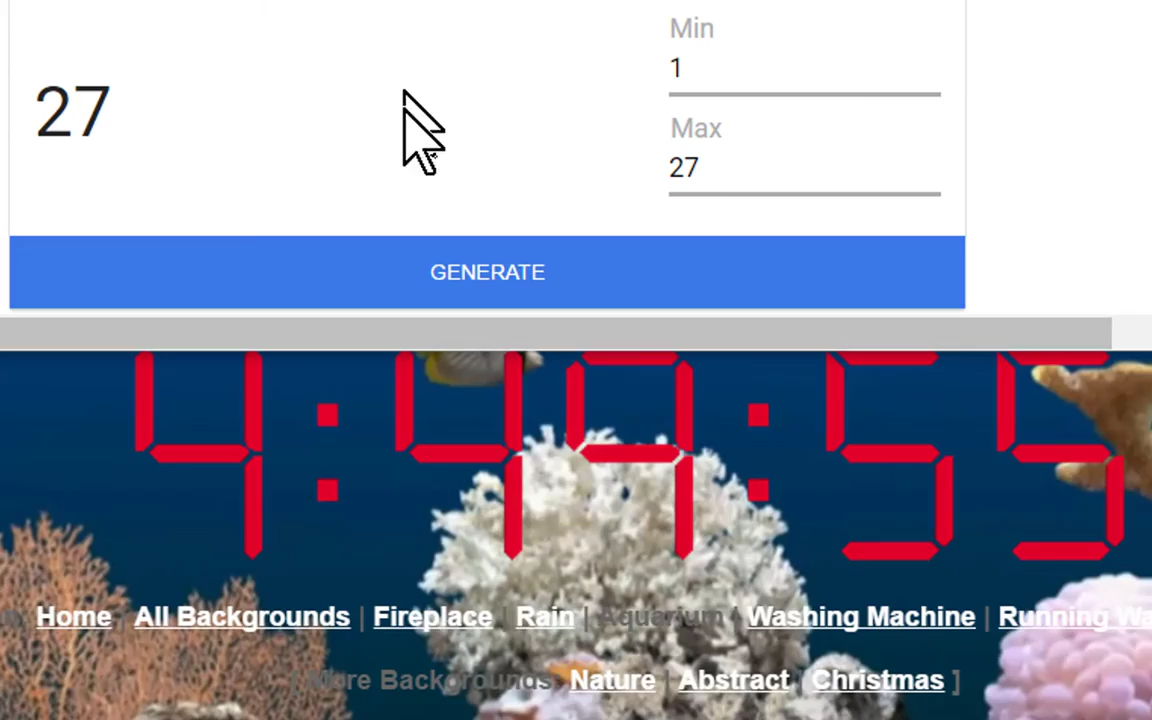 Min
1
27
Max
27
GENERATE
4:49:55
Home All Backgrounds | Fireplace | Rain | Aquarium | Washing Machine | Running Wa
[ More Backgrounds: Nature | Abstract | Christmas ]